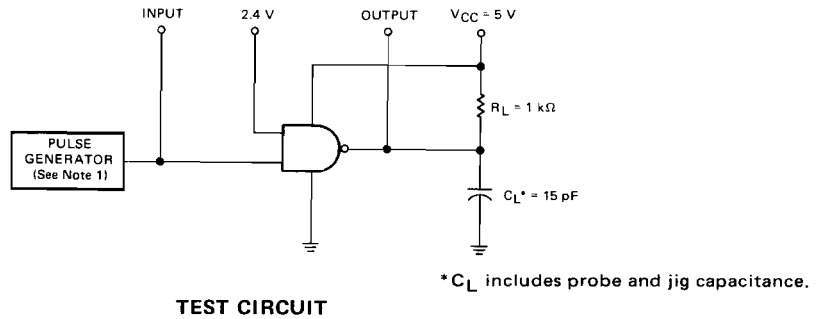 INPUT
2.4 V
OUTPUT
VCC = 5 V
RL = 1 kΩ
PULSE
GENERATOR
(See Note 1)
CL* = 15 pF
*CL includes probe and jig capacitance.
TEST CIRCUIT